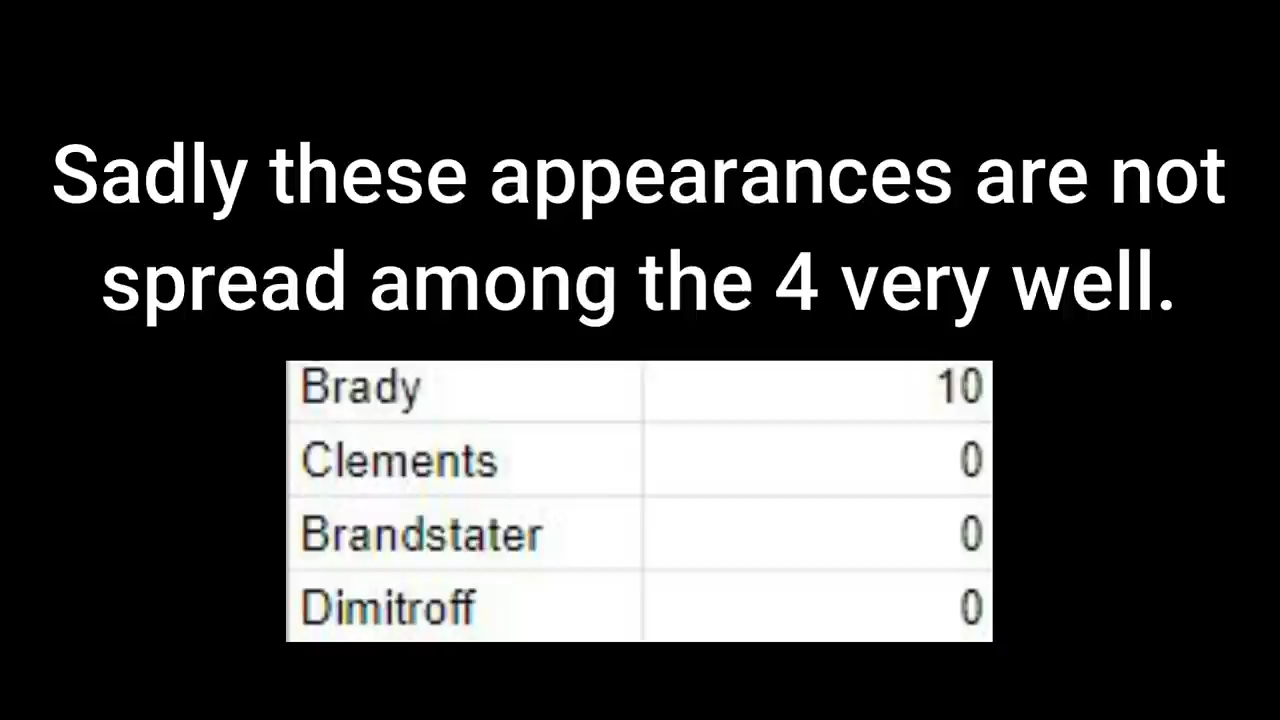 Sadly these appearances are not
spread among the 4 very well.
Brady 10
Clements 0
Brandstater 0
Dimitroff 0